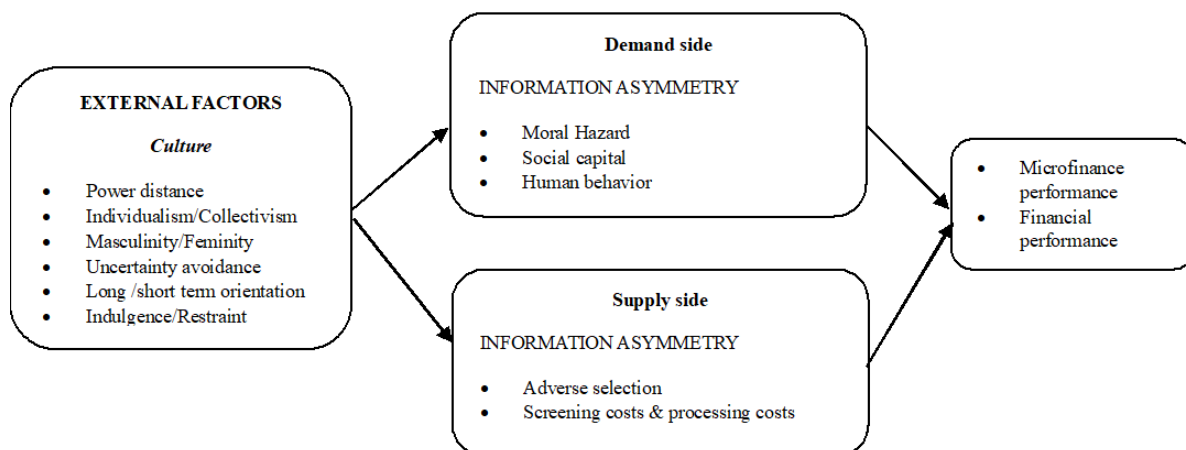 EXTERNAL FACTORS
Culture
• Power distance
• Individualism/Collectivism
• Masculinity/Feminity
• Uncertainty avoidance
• Long /short term orientation
• Indulgence/Restraint
Demand side
INFORMATION ASYMMETRY
• Moral Hazard
• Social capital
• Human behavior
Supply side
INFORMATION ASYMMETRY
• Adverse selection
• Screening costs & processing costs
• Microfinance
performance
• Financial
performance